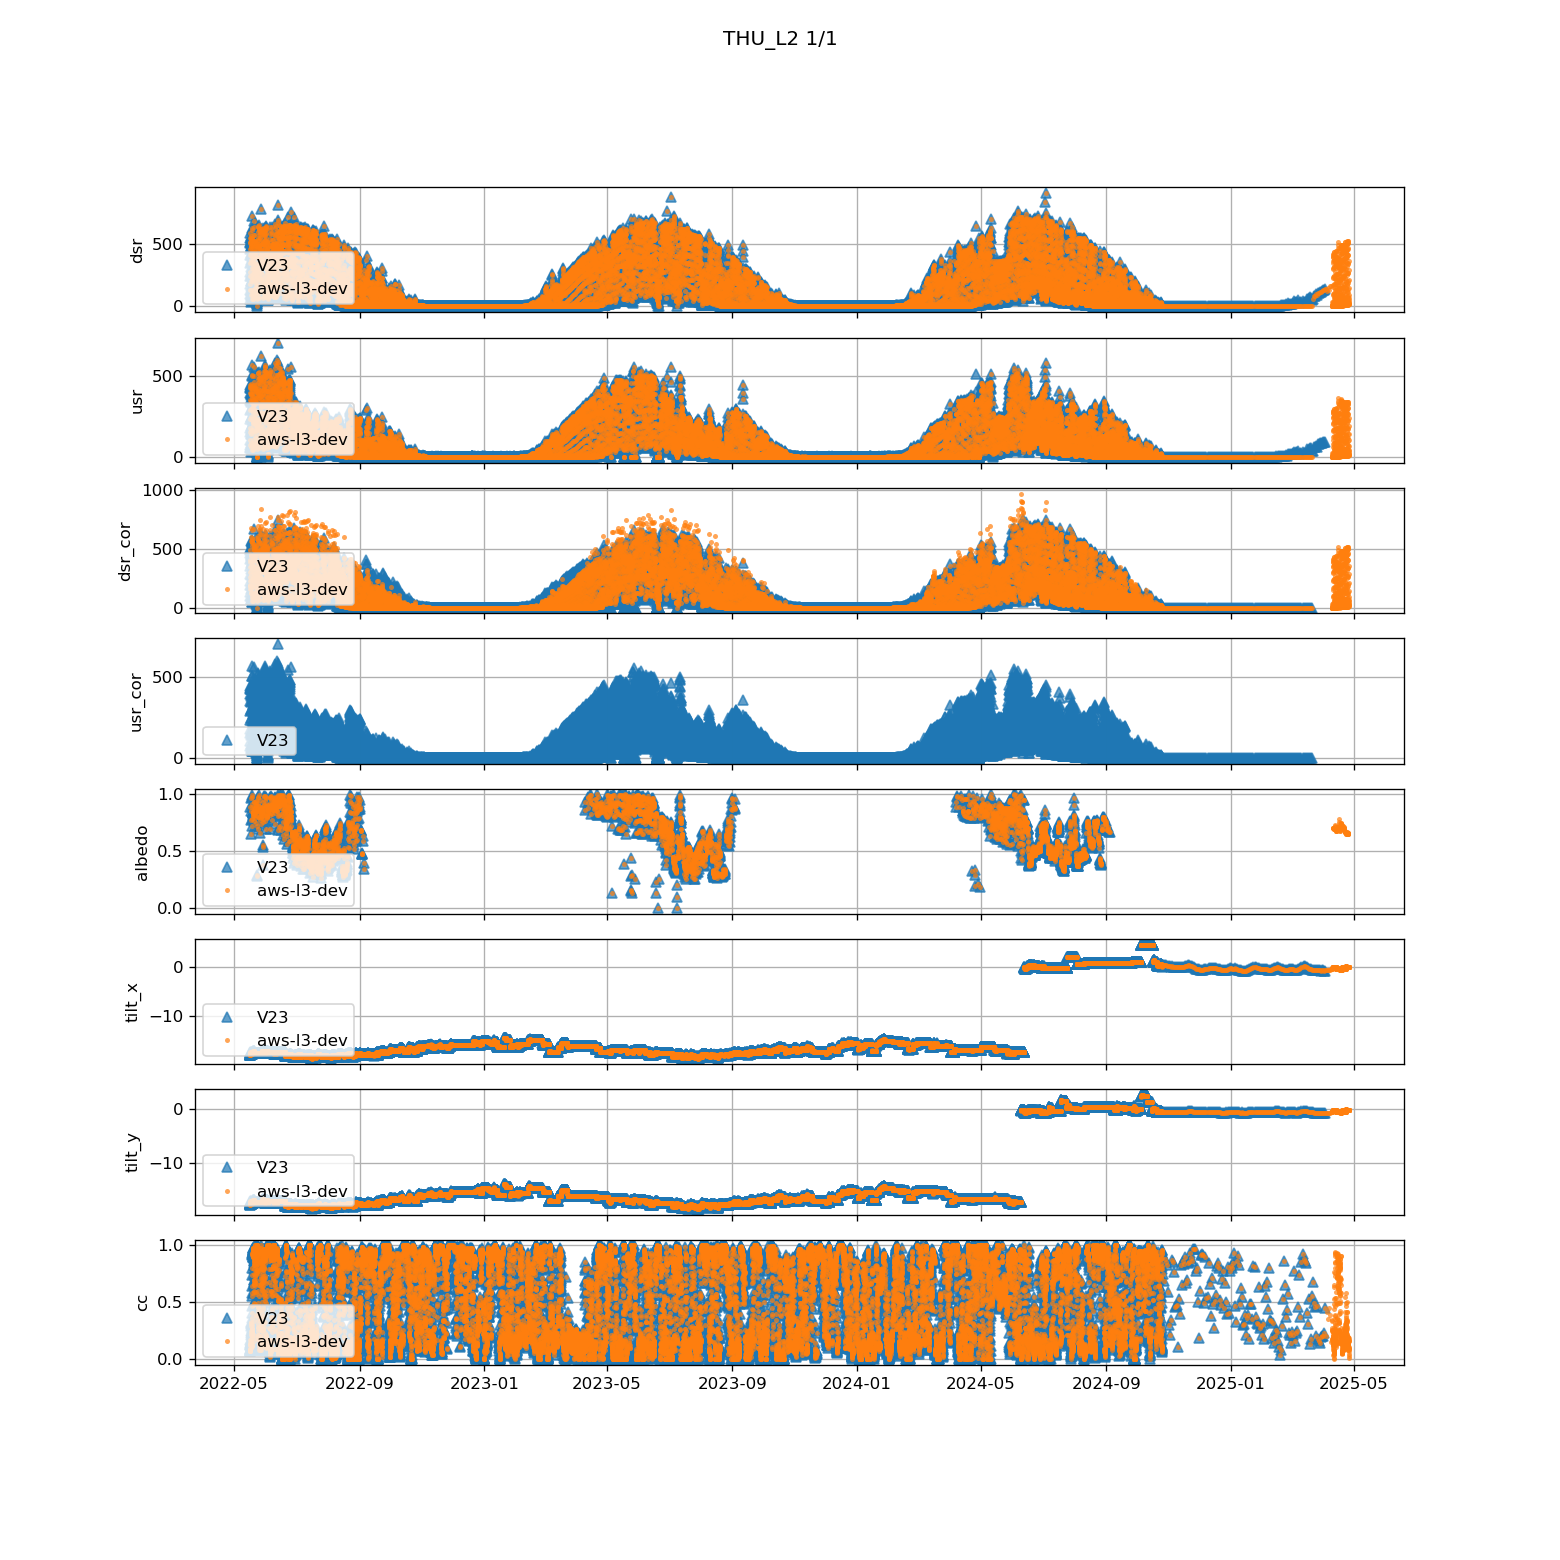 THU_L2 1/1
dsr
500
0
V23
aws-l3-dev
usr
500
0
V23
aws-l3-dev
dsr_cor
1000
500
0
V23
aws-l3-dev
usr_cor
500
0
V23
albedo
1.0
0.5
0.0
V23
aws-l3-dev
tilt_x
0
−10
V23
aws-l3-dev
tilt_y
0
−10
V23
aws-l3-dev
cc
1.0
0.5
0.0
V23
aws-l3-dev
2022-05 2022-09 2023-01 2023-05 2023-09 2024-01 2024-05 2024-09 2025-01 2025-05